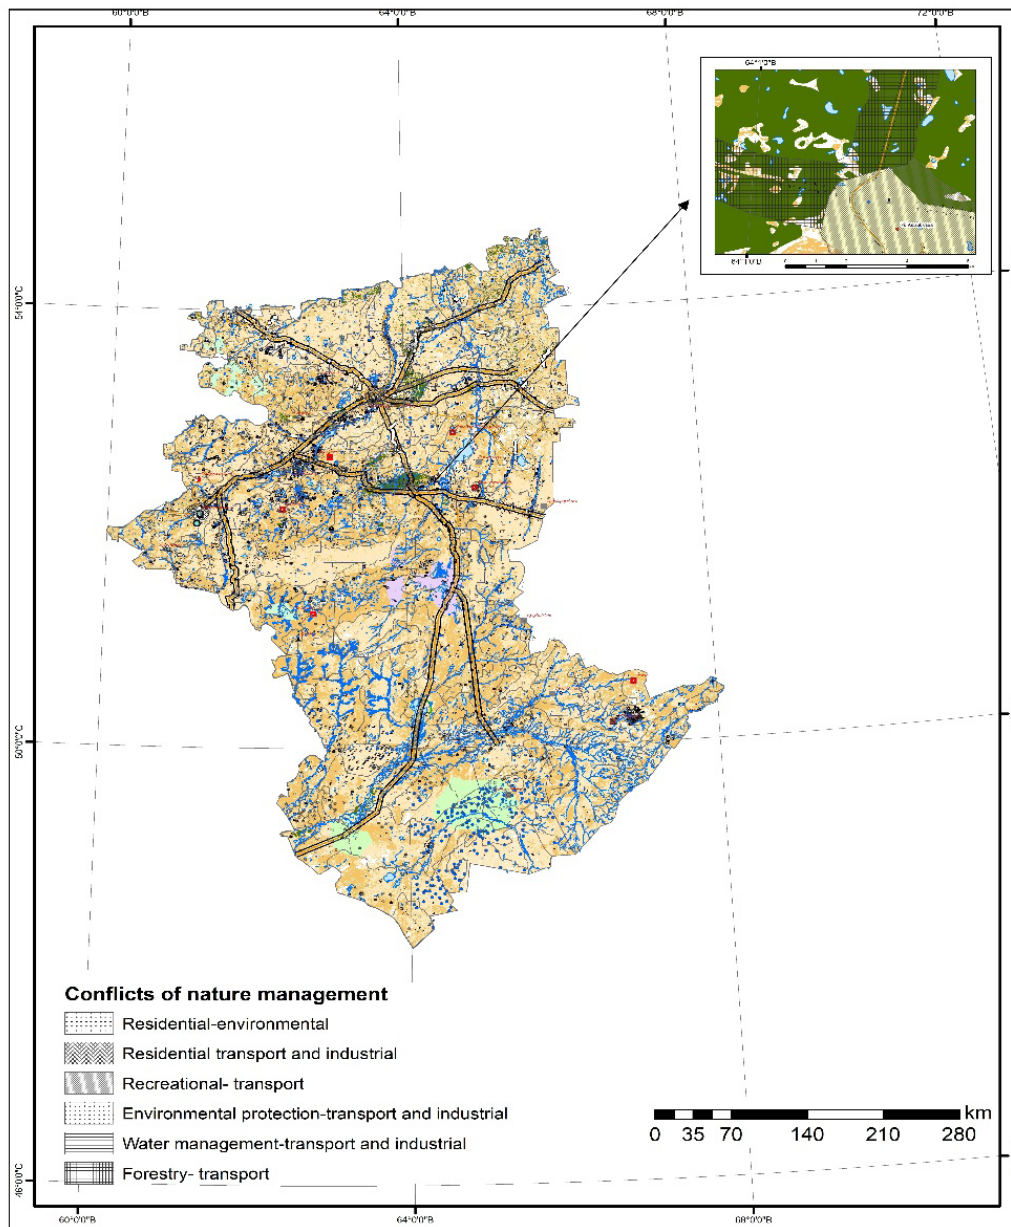 60°0'0"В 64°0'0"В 68°0'0"В 72°0'0"В
54°0'0"С
50°0'0"С
46°0'0"С
Conflicts of nature management
Residential-environmental
Residential transport and industrial
Recreational- transport
Environmental protection-transport and industrial
Water management-transport and industrial
Forestry- transport
km
0 35 70 140 210 280
60°0'0"В 64°0'0"В 68°0'0"В